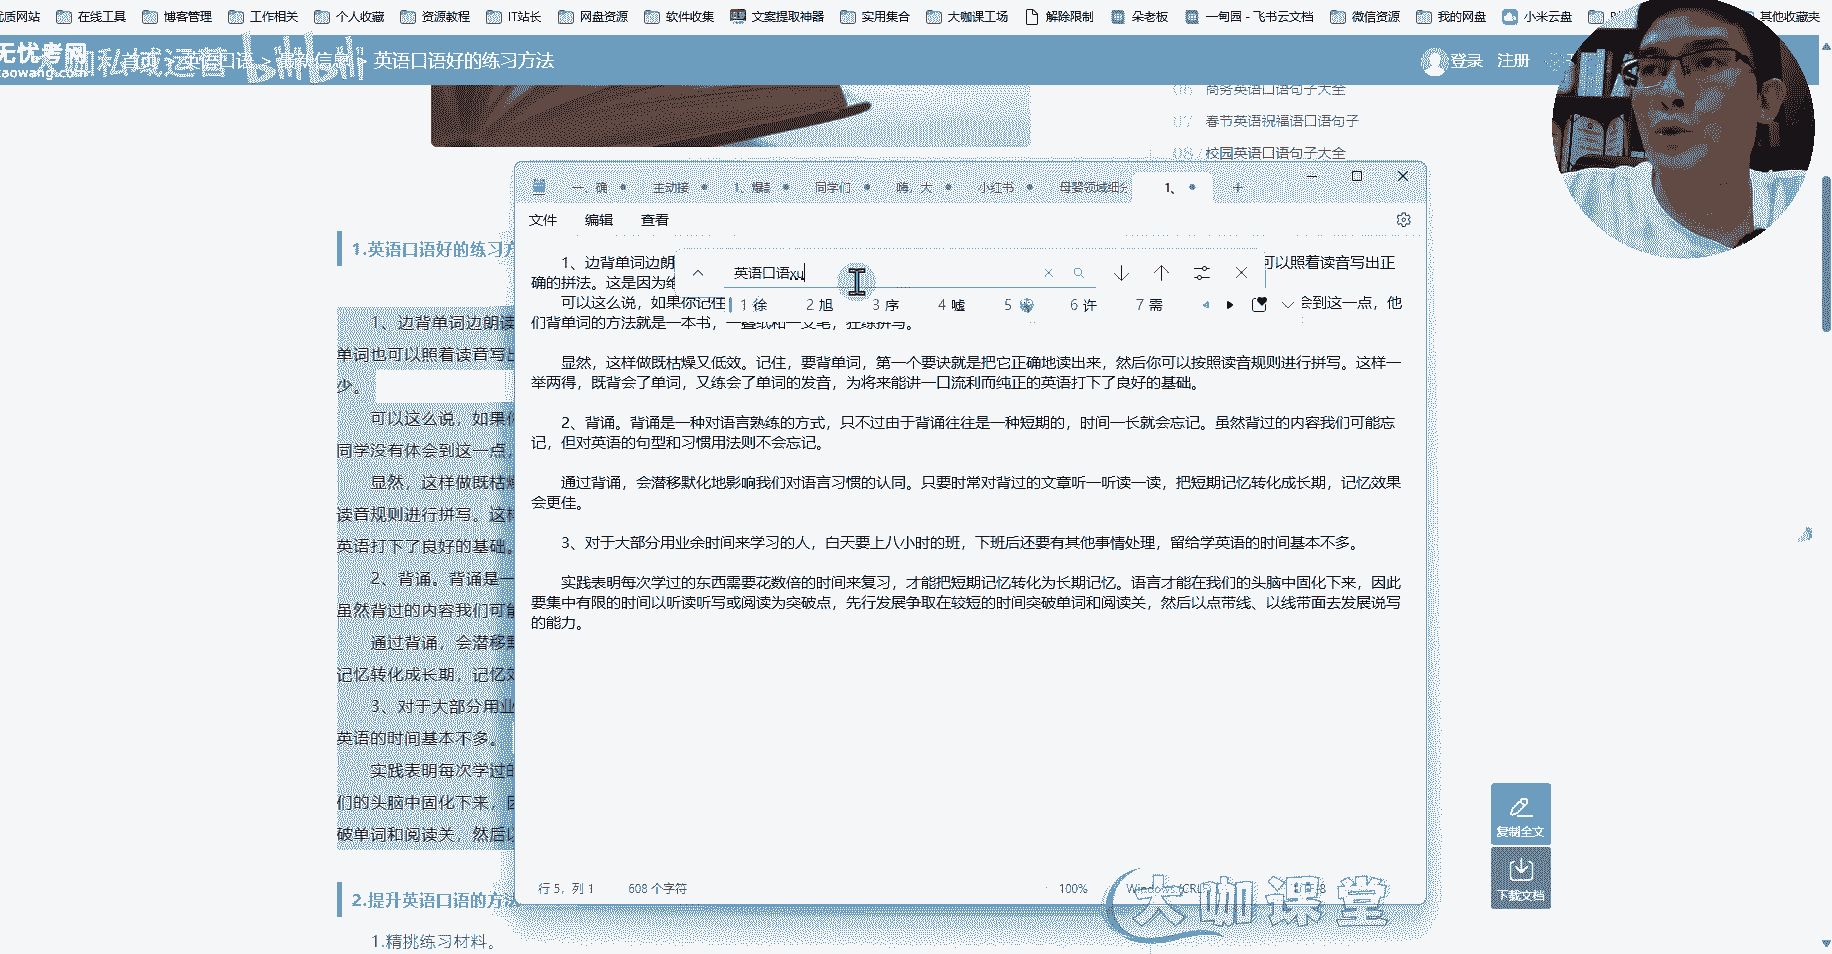 优质网站 在线工具 博客管理 工作相关 个人收藏 资源教程 IT站长 网盘资源 软件收集 文案提取神器 实用集合 大咖课工场 解除限制 朵老板 一甸园 - 飞书云文档 微信资源 我的网盘 小米云盘 其他收藏夹
无忧考网
大咖私域运营 bilibili
英语口语好的练习方法
登录 注册
06 商务英语口语句子大全
07 春节英语祝福语口语句子
08 校园英语口语句子大全
一、确 主动接 1、爆款 同学们 嗨，大 小红书 母婴领域细分 1、
文件 编辑 查看
英语口语xu
1 徐 2 旭 3 序 4 嘘 5 6 许 7 需
1、边背单词边朗 可以照着读音写出正
确的拼法。这是因为
可以这么说，如果你记住 会到这一点，他
们背单词的方法就是一本书，一叠纸和一支笔，狂练拼写。
显然，这样做既枯燥又低效。记住，要背单词，第一个要诀就是把它正确地读出来，然后你可以按照读音规则进行拼写。这样一
举两得，既背会了单词，又练会了单词的发音，为将来能讲一口流利而纯正的英语打下了良好的基础。
2、背诵。背诵是一种对语言熟练的方式，只不过由于背诵往往是一种短期的，时间一长就会忘记。虽然背过的内容我们可能忘
记，但对英语的句型和习惯用法则不会忘记。
通过背诵，会潜移默化地影响我们对语言习惯的认同。只要时常对背过的文章听一听读一读，把短期记忆转化成长期，记忆效果
会更佳。
3、对于大部分用业余时间来学习的人，白天要上八小时的班，下班后还要有其他事情处理，留给学英语的时间基本不多。
实践表明每次学过的东西需要花数倍的时间来复习，才能把短期记忆转化为长期记忆。语言才能在我们的头脑中固化下来，因此
要集中有限的时间以听读听写或阅读为突破点，先行发展争取在较短的时间突破单词和阅读关，然后以点带线、以线带面去发展说写
的能力。
行 5，列 1 608 个字符 100% Windows (CRL
大咖课堂
1.英语口语好的练习方
1、边背单词边朗读
单词也可以照着读音写出
少。
可以这么说，如果你
同学没有体会到这一点，
显然，这样做既枯燥
读音规则进行拼写。这样
英语打下了良好的基础。
2、背诵。背诵是一
虽然背过的内容我们可能
通过背诵，会潜移默
记忆转化成长期，记忆效
3、对于大部分用业
英语的时间基本不多。
实践表明每次学过的
们的头脑中固化下来，因
破单词和阅读关，然后以
2.提升英语口语的方法
1.精挑练习材料。
复制全文
下载文档